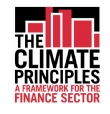 THE
CLIMATE
PRINCIPLES
A FRAMEWORK FOR THE
FINANCE SECTOR